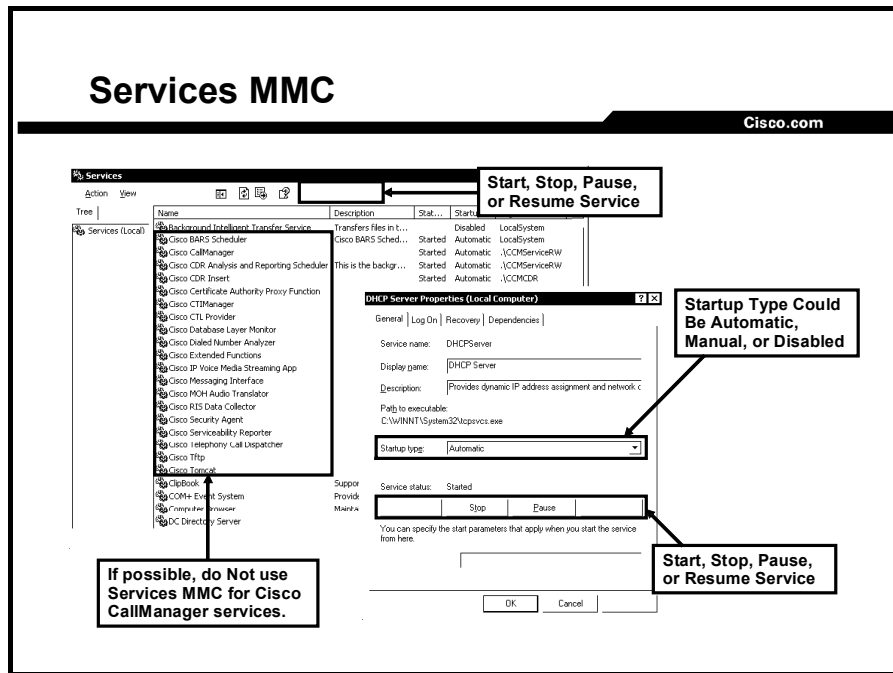 Services MMC
Cisco.com
Services
Start, Stop, Pause,
or Resume Service
Action View
Tree
Name Description Stat... Startu
Services (Local)
Background Intelligent Transfer Service Transfers files in t... Disabled LocalSystem
Cisco BARS Scheduler Cisco BARS Sched... Started Automatic LocalSystem
Cisco CallManager Started Automatic .\CCMServiceRW
Cisco CDR Analysis and Reporting Scheduler This is the backgr... Started Automatic .\CCMServiceRW
Cisco CDR Insert Started Automatic .\CCMCDR
Cisco Certificate Authority Proxy Function
Cisco CTIManager
Cisco CTL Provider
Cisco Database Layer Monitor
Cisco Dialed Number Analyzer
Cisco Extended Functions
Cisco IP Voice Media Streaming App
Cisco Messaging Interface
Cisco MOH Audio Translator
Cisco RIS Data Collector
Cisco Security Agent
Cisco Serviceability Reporter
Cisco Telephony Call Dispatcher
Cisco Tftp
Cisco Tomcat
ClipBook Suppor
COM+ Event System Provide
Computer Browser Mainta
DC Directory Server
DHCP Server Properties (Local Computer)
General Log On Recovery Dependencies
Service name: DHCPServer
Display name: DHCP Server
Description: Provides dynamic IP address assignment and network c
Path to executable:
C:\WINNT\System32\tcpsvcs.exe
Startup type: Automatic
Service status: Started
Stop Pause
You can specify the start parameters that apply when you start the service
from here.
OK Cancel
Startup Type Could
Be Automatic,
Manual, or Disabled
Start, Stop, Pause,
or Resume Service
If possible, do Not use
Services MMC for Cisco
CallManager services.